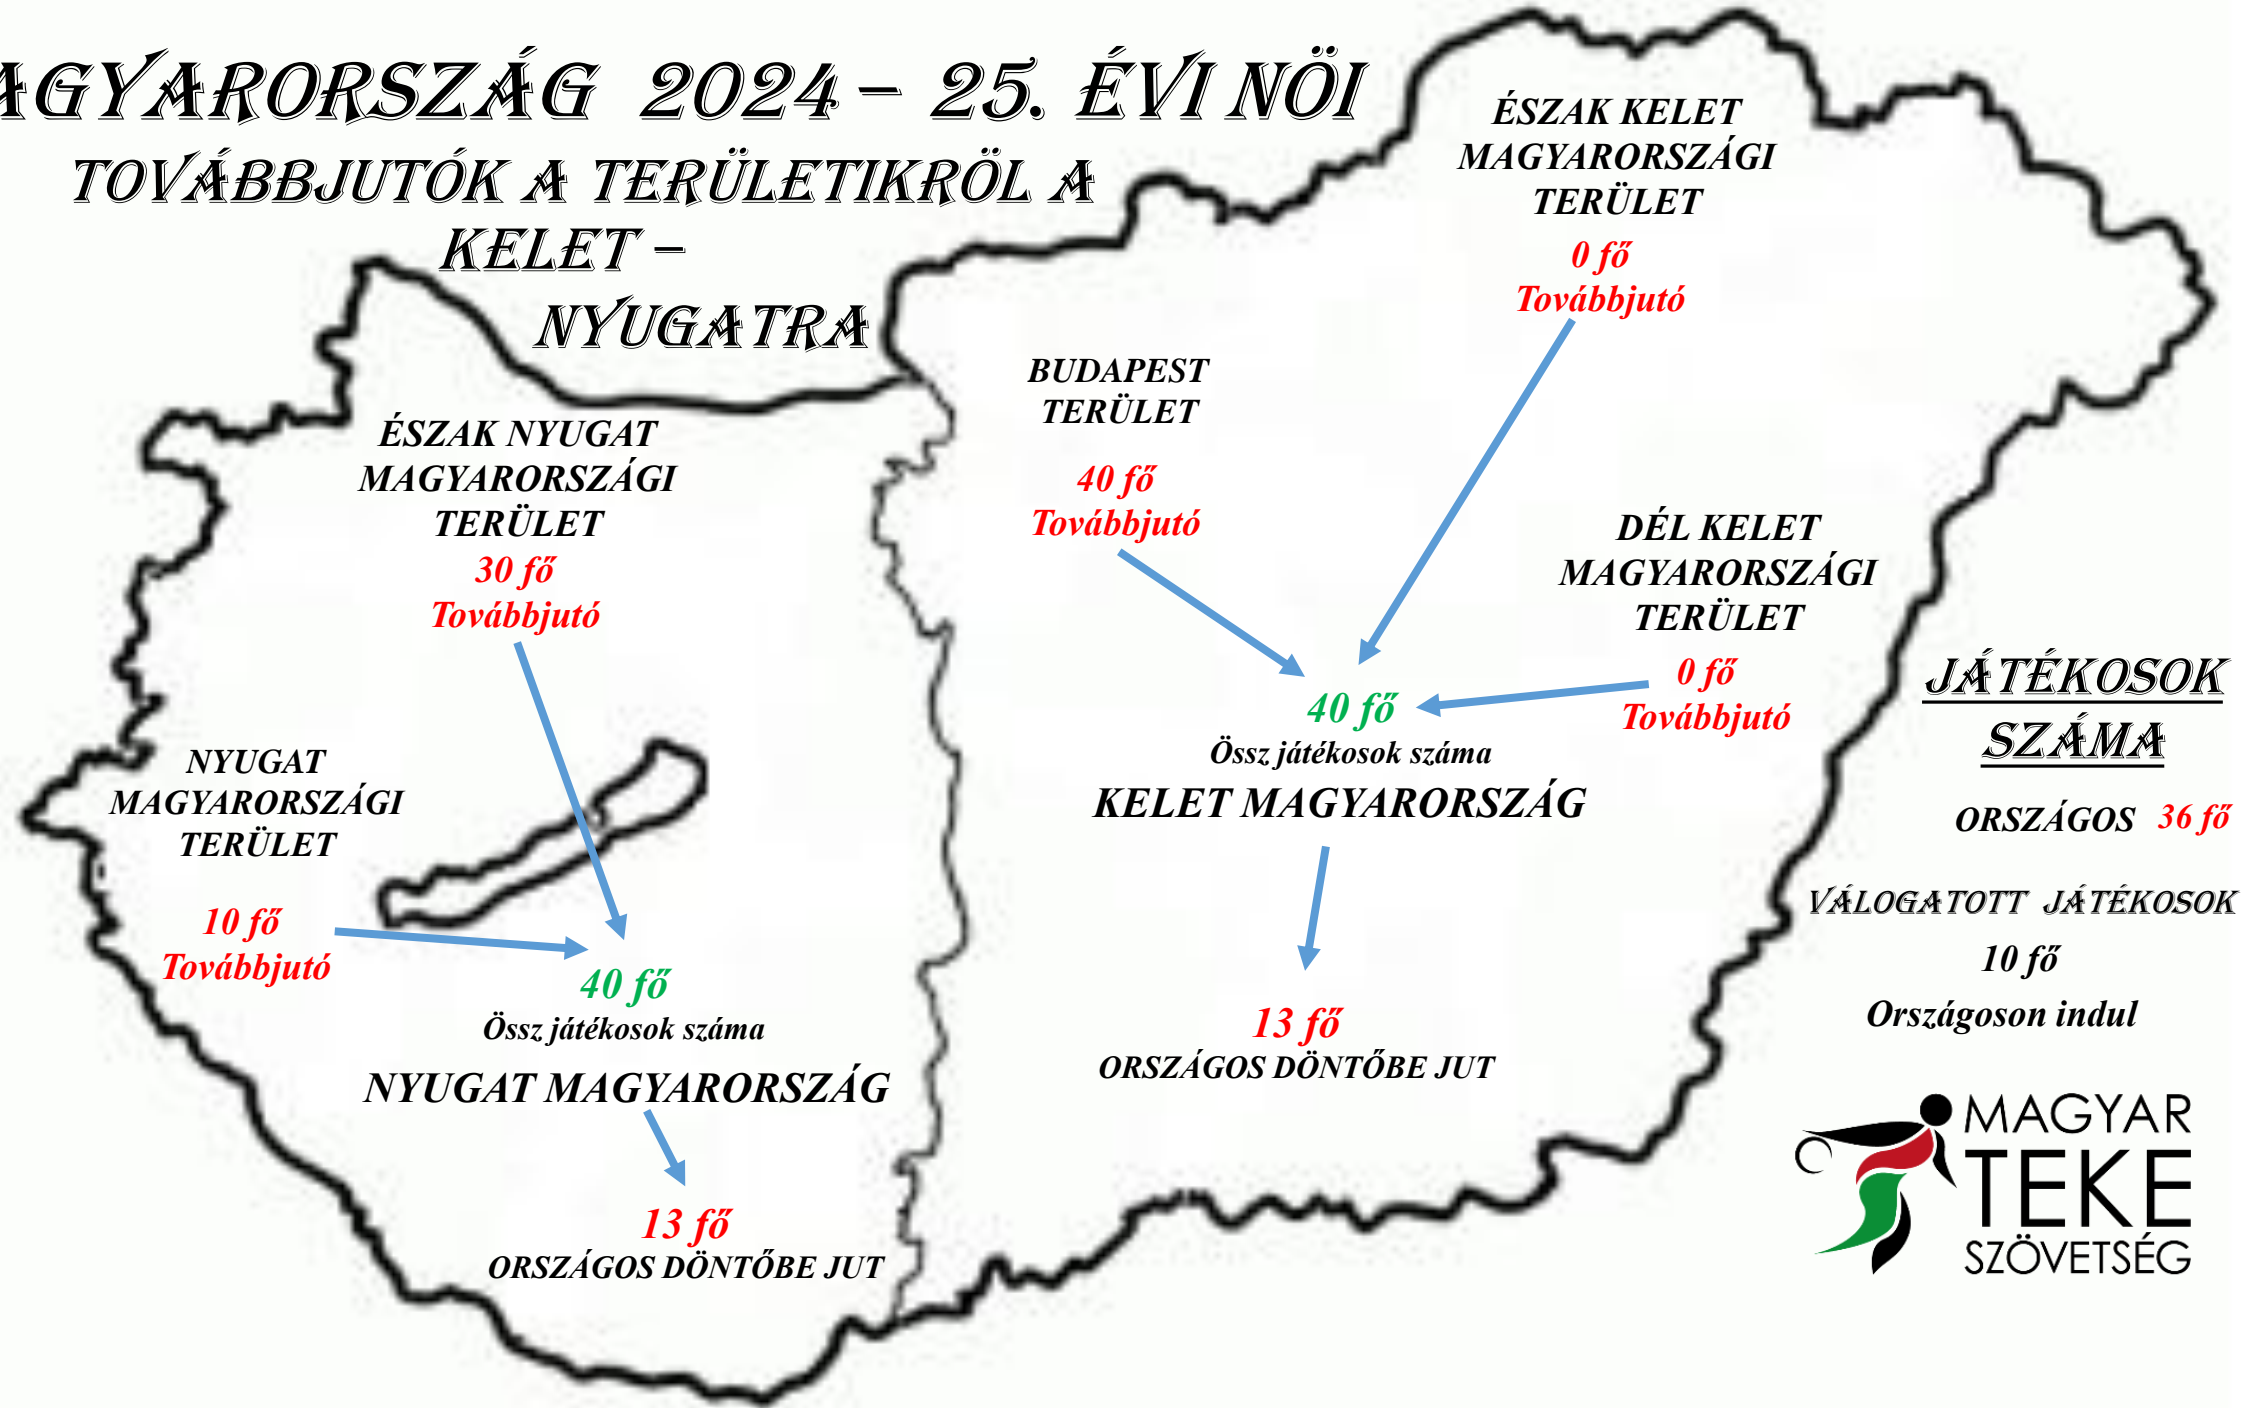 AGYARORSZÁG 2024 – 25. ÉVI NÖI
TOVÁBBJUTÓK A TERÜLETIKRÖL A
KELET –
NYUGATRA
ÉSZAK KELET
MAGYARORSZÁGI
TERÜLET
0 fő
Továbbjutó
BUDAPEST
TERÜLET
40 fő
Továbbjutó
ÉSZAK NYUGAT
MAGYARORSZÁGI
TERÜLET
30 fő
Továbbjutó
DÉL KELET
MAGYARORSZÁGI
TERÜLET
0 fő
Továbbjutó
NYUGAT
MAGYARORSZÁGI
TERÜLET
10 fő
Továbbjutó
40 fő
Össz játékosok száma
KELET MAGYARORSZÁG
13 fő
ORSZÁGOS DÖNTŐBE JUT
40 fő
Össz játékosok száma
NYUGAT MAGYARORSZÁG
13 fő
ORSZÁGOS DÖNTŐBE JUT
JÁTÉKOSOK
SZÁMA
ORSZÁGOS 36 fő
VÁLOGATOTT JÁTÉKOSOK
10 fő
Országoson indul
MAGYAR
TEKE
SZÖVETSÉG